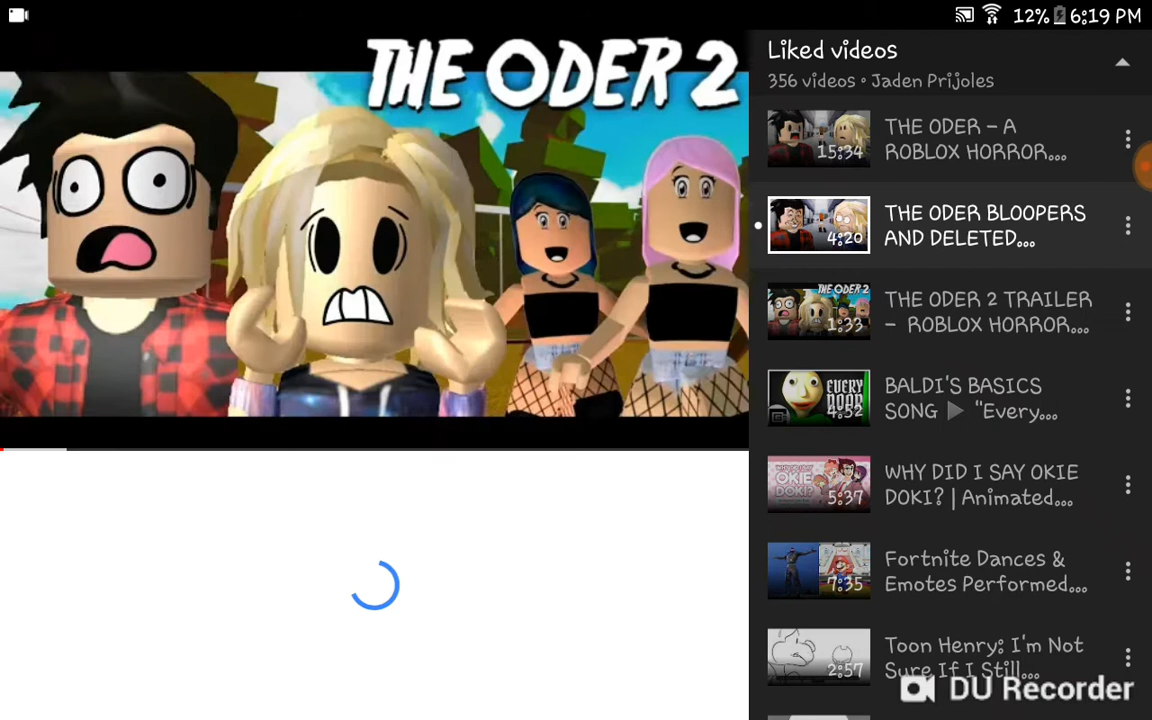 12% 6:19 PM
THE ODER 2
Liked videos
356 videos • Jaden Prijoles
15:34
THE ODER – A
ROBLOX HORROR...
4:20
THE ODER BLOOPERS
AND DELETED...
THE ODER 2
1:33
THE ODER 2 TRAILER
– ROBLOX HORROR...
EVERY
DOOR
4:52
BALDI'S BASICS
SONG ▶ "Every...
OKIE
DOKI?
5:37
WHY DID I SAY OKIE
DOKI? | Animated...
7:35
Fortnite Dances &
Emotes Performed...
2:57
Toon Henry: I'm Not
Sure If I Still...
DU Recorder